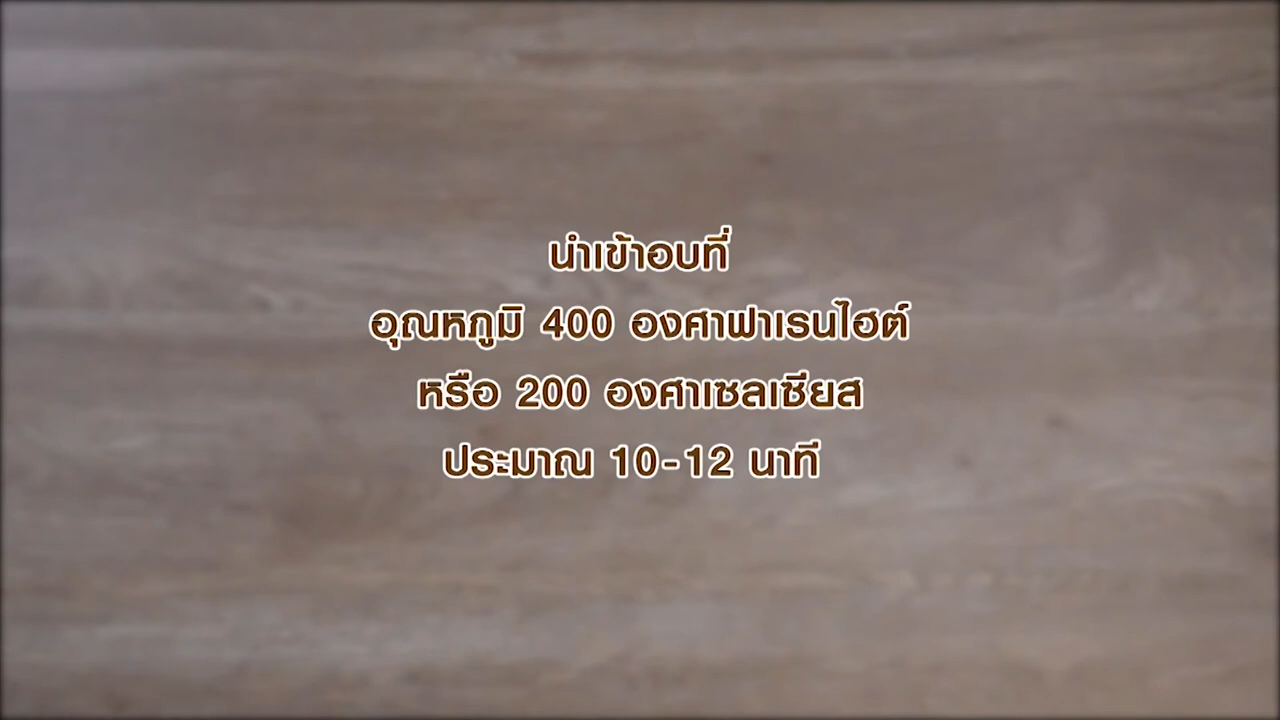 นำเข้าอบที่
อุณหภูมิ 400 องศาฟาเรนไฮต์
หรือ 200 องศาเซลเซียส
ประมาณ 10-12 นาที